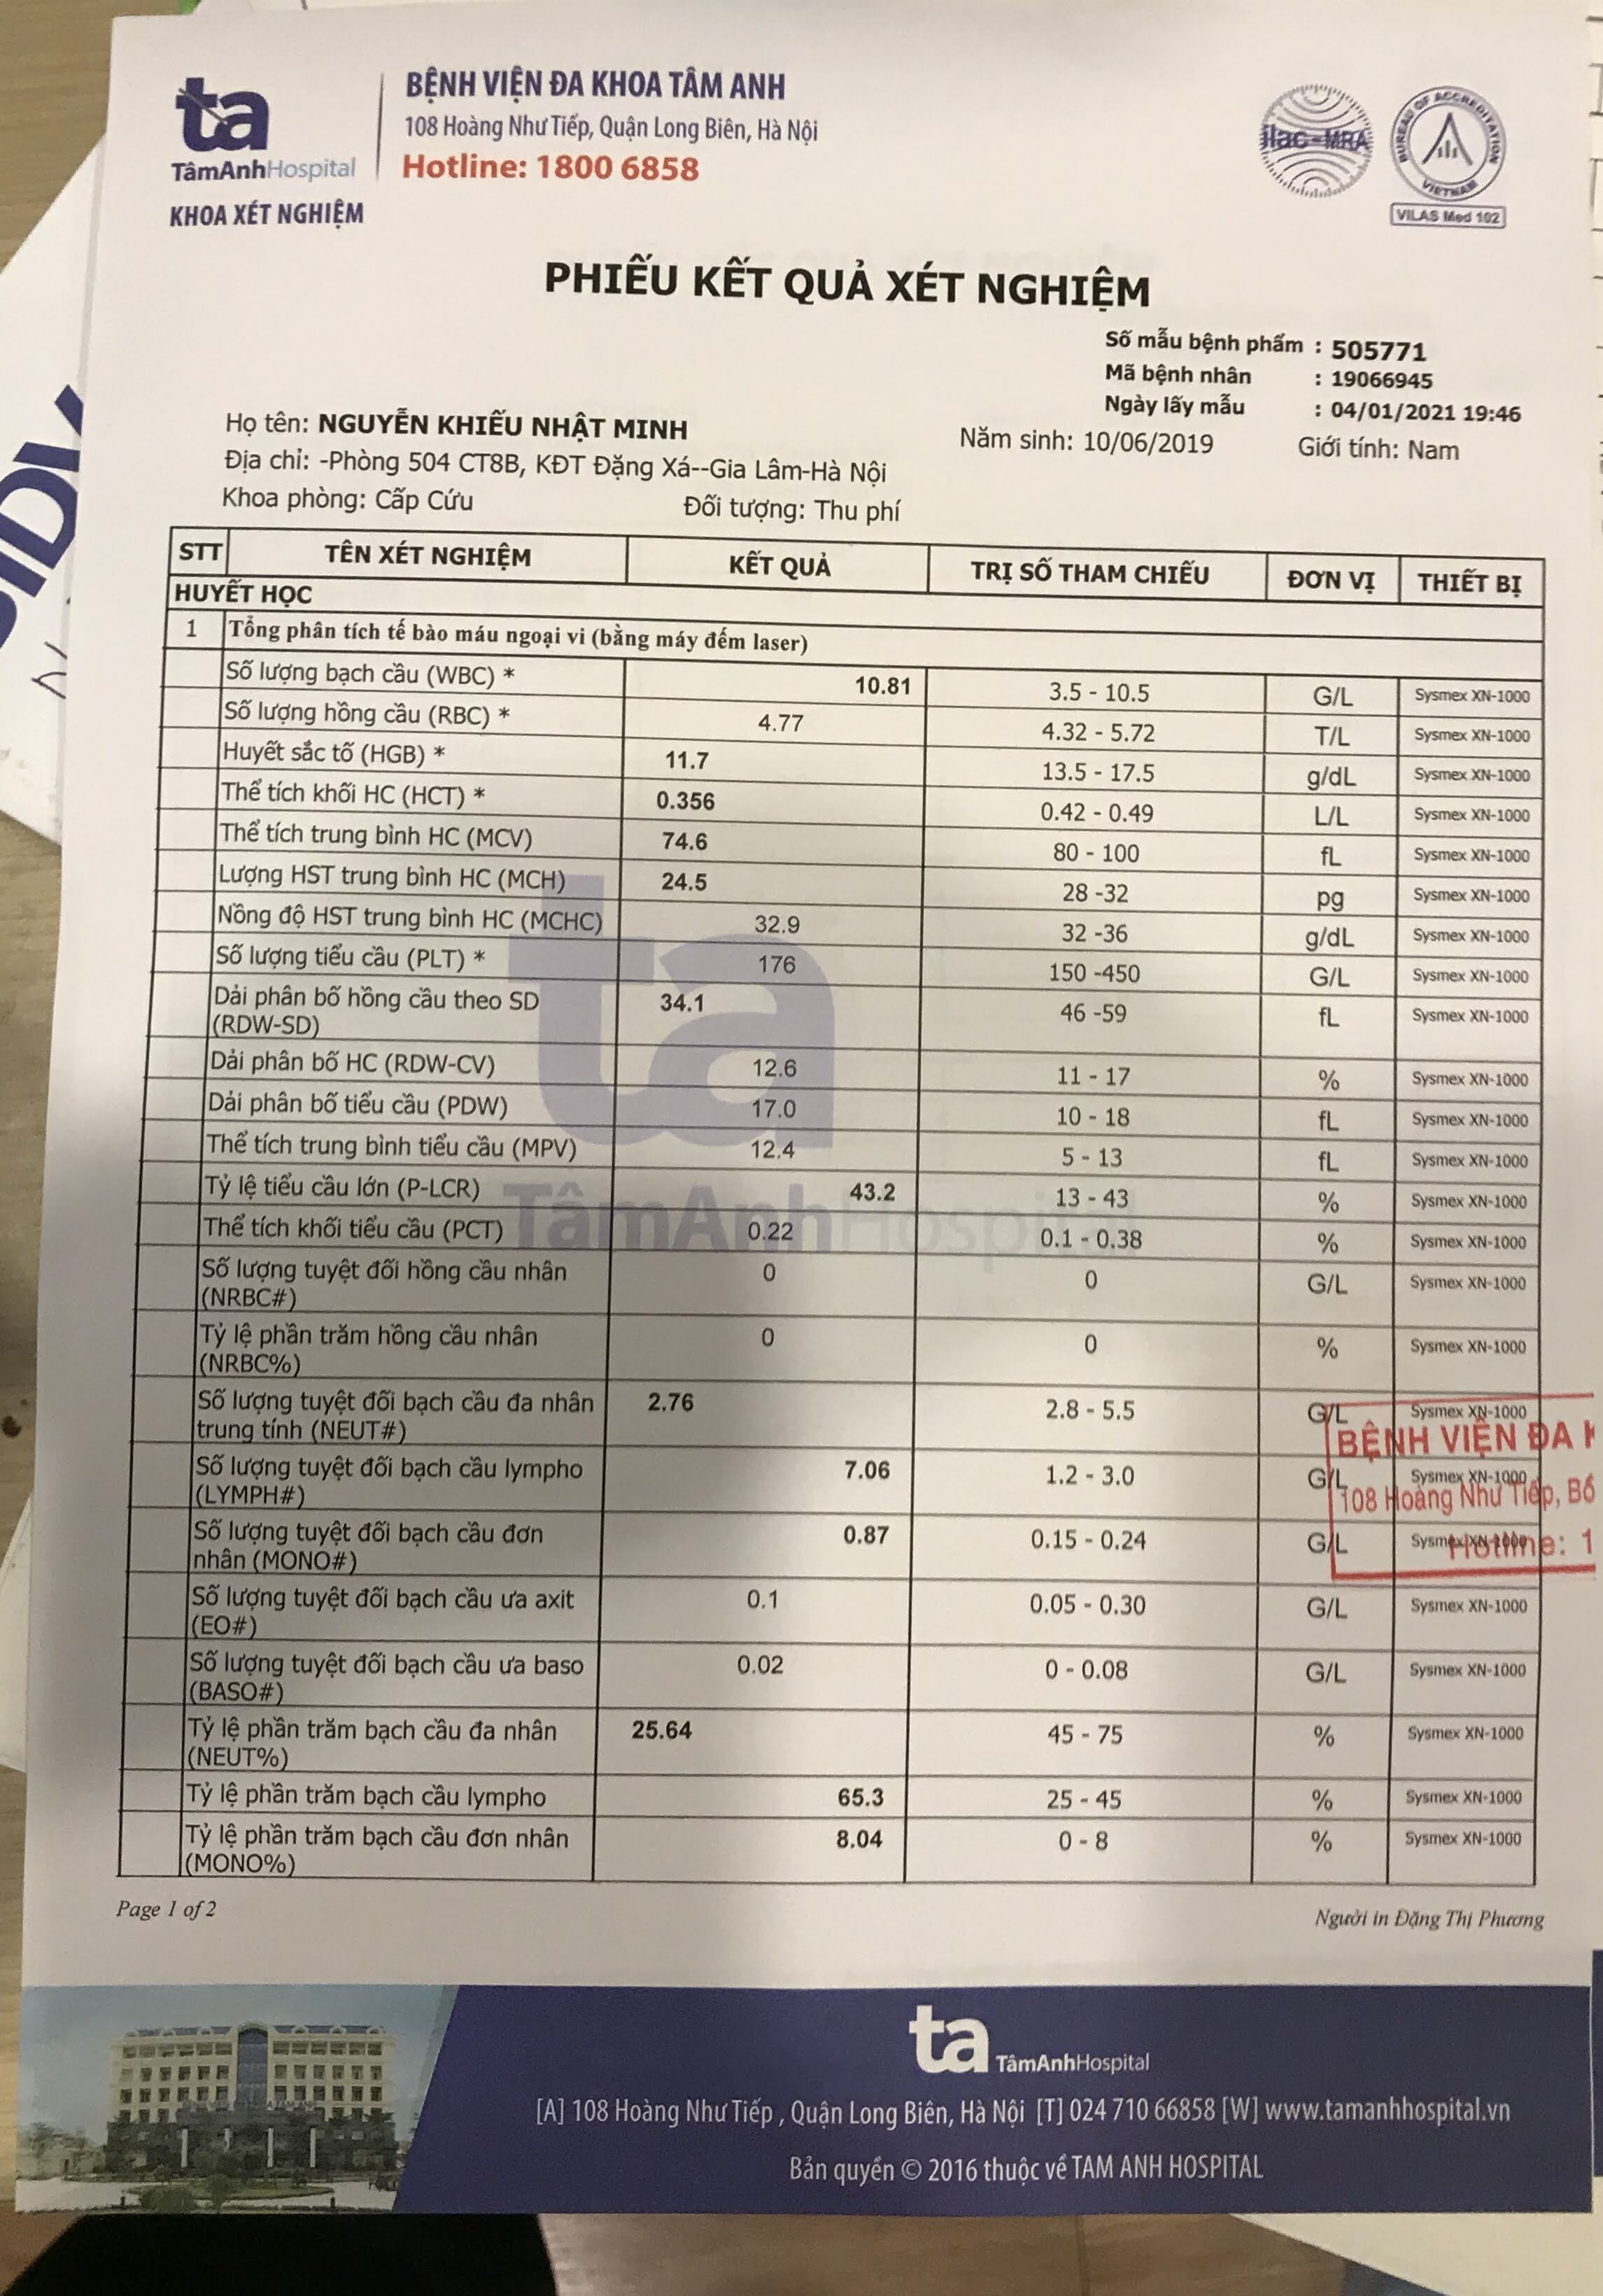 ta
TâmAnhHospital
KHOA XÉT NGHIỆM
BỆNH VIỆN ĐA KHOA TÂM ANH
108 Hoàng Như Tiếp, Quận Long Biên, Hà Nội
Hotline: 1800 6858
ilac-MRA
BUREAU OF ACCREDITATION
VIETNAM
VILAS Med 102
PHIẾU KẾT QUẢ XÉT NGHIỆM
Số mẫu bệnh phẩm : 505771
Mã bệnh nhân : 19066945
Ngày lấy mẫu : 04/01/2021 19:46
Họ tên: NGUYỄN KHIẾU NHẬT MINH Năm sinh: 10/06/2019 Giới tính: Nam
Địa chỉ: -Phòng 504 CT8B, KĐT Đặng Xá--Gia Lâm-Hà Nội
Khoa phòng: Cấp Cứu Đối tượng: Thu phí
STT TÊN XÉT NGHIỆM KẾT QUẢ TRỊ SỐ THAM CHIẾU ĐƠN VỊ THIẾT BỊ
HUYẾT HỌC
1 Tổng phân tích tế bào máu ngoại vi (bằng máy đếm laser)
Số lượng bạch cầu (WBC) * 10.81 3.5 - 10.5 G/L Sysmex XN-1000
Số lượng hồng cầu (RBC) * 4.77 4.32 - 5.72 T/L Sysmex XN-1000
Huyết sắc tố (HGB) * 11.7 13.5 - 17.5 g/dL Sysmex XN-1000
Thể tích khối HC (HCT) * 0.356 0.42 - 0.49 L/L Sysmex XN-1000
Thể tích trung bình HC (MCV) 74.6 80 - 100 fL Sysmex XN-1000
Lượng HST trung bình HC (MCH) 24.5 28 -32 pg Sysmex XN-1000
Nồng độ HST trung bình HC (MCHC) 32.9 32 -36 g/dL Sysmex XN-1000
Số lượng tiểu cầu (PLT) * 176 150 -450 G/L Sysmex XN-1000
Dải phân bố hồng cầu theo SD 34.1 46 -59 fL Sysmex XN-1000
(RDW-SD)
Dải phân bố HC (RDW-CV) 12.6 11 - 17 % Sysmex XN-1000
Dải phân bố tiểu cầu (PDW) 17.0 10 - 18 fL Sysmex XN-1000
Thể tích trung bình tiểu cầu (MPV) 12.4 5 - 13 fL Sysmex XN-1000
Tỷ lệ tiểu cầu lớn (P-LCR) 43.2 13 - 43 % Sysmex XN-1000
Thể tích khối tiểu cầu (PCT) 0.22 0.1 - 0.38 % Sysmex XN-1000
Số lượng tuyệt đối hồng cầu nhân 0 0 G/L Sysmex XN-1000
(NRBC#)
Tỷ lệ phần trăm hồng cầu nhân 0 0 % Sysmex XN-1000
(NRBC%)
Số lượng tuyệt đối bạch cầu đa nhân 2.76 2.8 - 5.5 G/L Sysmex XN-1000
trung tính (NEUT#)
Số lượng tuyệt đối bạch cầu lympho 7.06 1.2 - 3.0 G/L Sysmex XN-1000
(LYMPH#)
Số lượng tuyệt đối bạch cầu đơn 0.87 0.15 - 0.24 G/L Sysmex XN-1000
nhân (MONO#)
Số lượng tuyệt đối bạch cầu ưa axit 0.1 0.05 - 0.30 G/L Sysmex XN-1000
(EO#)
Số lượng tuyệt đối bạch cầu ưa baso 0.02 0 - 0.08 G/L Sysmex XN-1000
(BASO#)
Tỷ lệ phần trăm bạch cầu đa nhân 25.64 45 - 75 % Sysmex XN-1000
(NEUT%)
Tỷ lệ phần trăm bạch cầu lympho 65.3 25 - 45 % Sysmex XN-1000
Tỷ lệ phần trăm bạch cầu đơn nhân 8.04 0 - 8 % Sysmex XN-1000
(MONO%)
ta
TâmAnhHospital
BỆNH VIỆN ĐA
108 Hoàng Như Tiếp, Bồ
Hotline: 1
Page 1 of 2
Người in Đặng Thị Phương
ta TâmAnhHospital
[A] 108 Hoàng Như Tiếp , Quận Long Biên, Hà Nội [T] 024 710 66858 [W] www.tamanhhospital.vn
Bản quyền © 2016 thuộc về TAM ANH HOSPITAL
BIDV